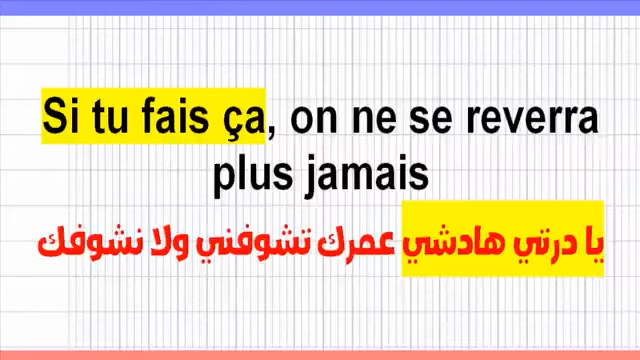 Si tu fais ça, on ne se reverra
plus jamais
يا درتي هادشي عمرك تشوفني ولا نشوفك